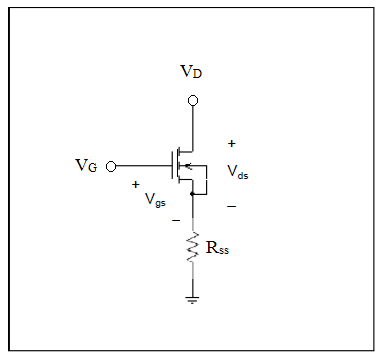 VD
VG
+
Vds
+
Vgs
–
–
Rss